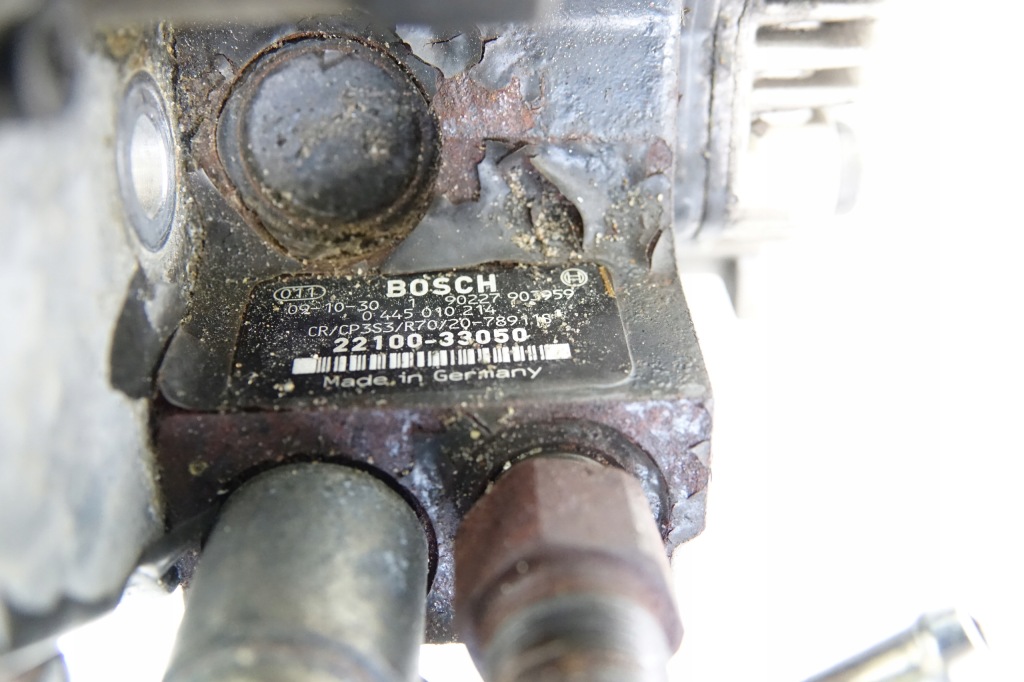 BOSCH
011
09-10-30 1 90227 903959
0 445 010 214
CR/CP3S3/R70/20-789118
22100-33050
Made in Germany